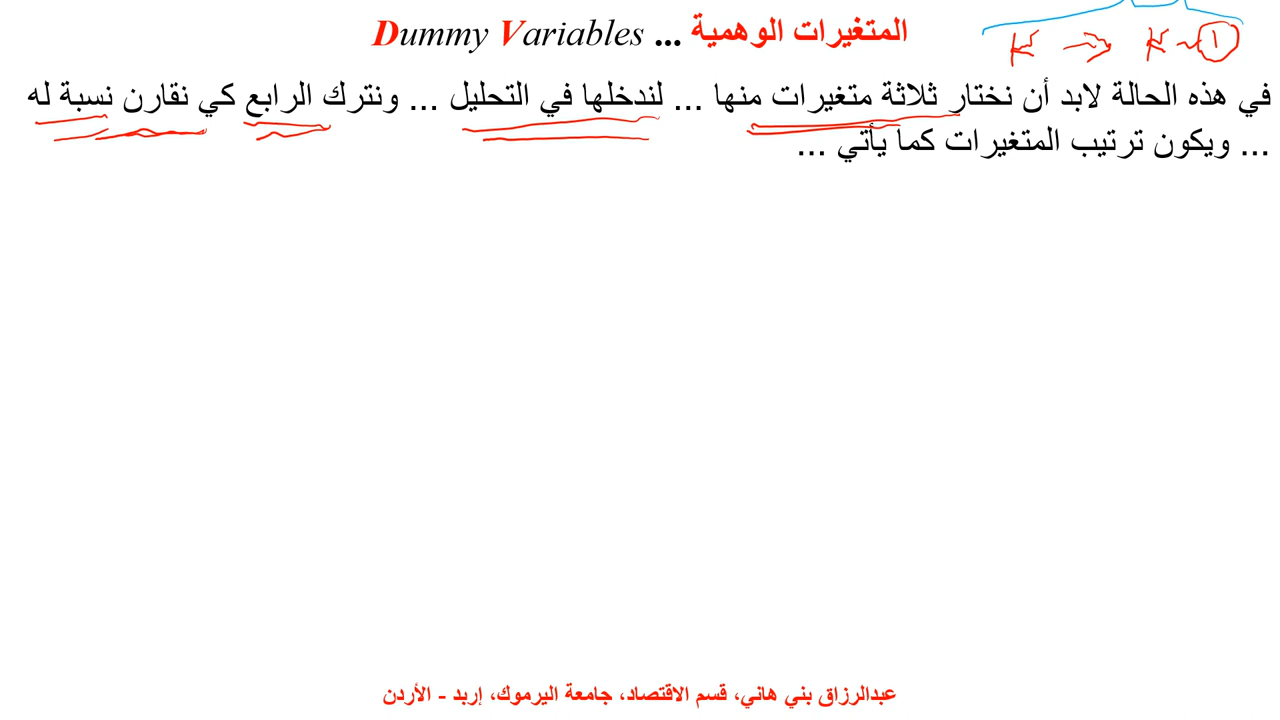 المتغيرات الوهمية ... Dummy Variables
K → K - 1
في هذه الحالة لابد أن نختار ثلاثة متغيرات منها ... لندخلها في التحليل ... ونترك الرابع كي نقارن نسبة له
... ويكون ترتيب المتغيرات كما يأتي ...
عبدالرزاق بني هاني، قسم الاقتصاد، جامعة اليرموك، إربد - الأردن